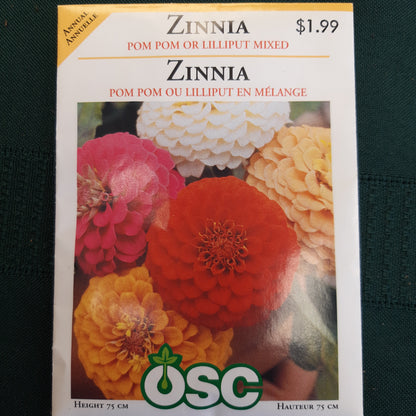 ANNUAL
ANNUELLE
ZINNIA
$1.99
POM POM OR LILLIPUT MIXED
ZINNIA
POM POM OU LILLIPUT EN MÉLANGE
OSC
HEIGHT 75 CM
HAUTEUR 75 CM